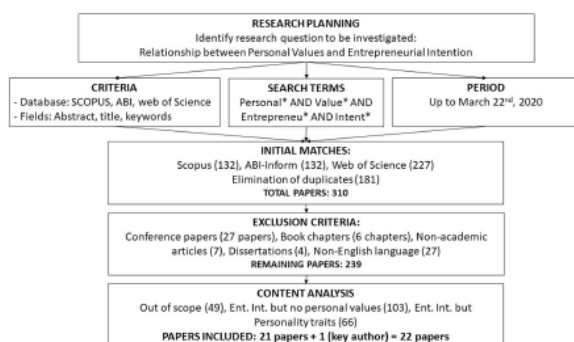 RESEARCH PLANNING
Identify research question to be investigated:
Relationship between Personal Values and Entrepreneurial Intention
CRITERIA
- Database: SCOPUS, ABI, web of Science
- Fields: Abstract, title, keywords
SEARCH TERMS
Personal* AND Value* AND
Entrepreneu* AND Intent*
PERIOD
Up to March 22nd, 2020
INITIAL MATCHES:
Scopus (132), ABI-Inform (132), Web of Science (227)
Elimination of duplicates (181)
TOTAL PAPERS: 310
EXCLUSION CRITERIA:
Conference papers (27 papers), Book chapters (6 chapters), Non-academic
articles (7), Dissertations (4), Non-English language (27)
REMAINING PAPERS: 239
CONTENT ANALYSIS
Out of scope (49), Ent. Int. but no personal values (103), Ent. Int. but
Personality traits (66)
PAPERS INCLUDED: 21 papers + 1 (key author) = 22 papers